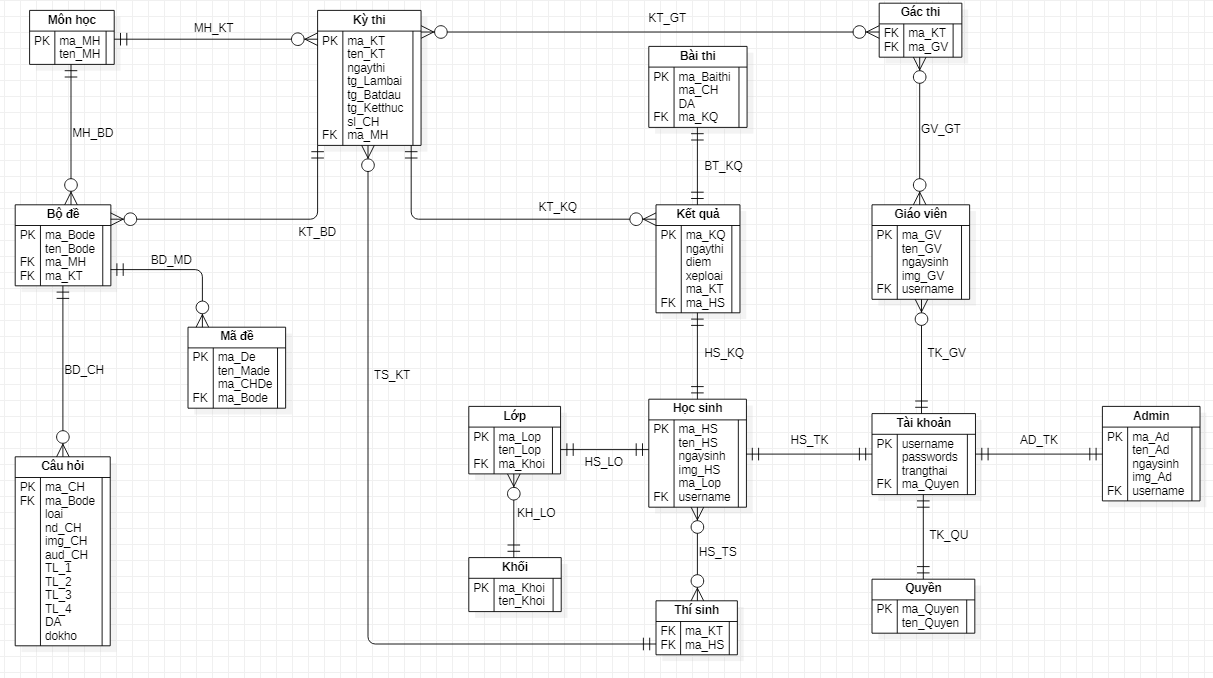 Môn học
PK ma_MH
ten_MH
MH_KT
Kỳ thi
PK ma_KT
ten_KT
ngaythi
tg_Lambai
tg_Batdau
tg_Ketthuc
sl_CH
FK ma_MH
KT_GT
Gác thi
FK ma_KT
FK ma_GV
Bài thi
PK ma_Baithi
ma_CH
DA
FK ma_KQ
MH_BD
GV_GT
BT_KQ
Bộ đề
PK ma_Bode
ten_Bode
FK ma_MH
FK ma_KT
KT_BD
KT_KQ
Kết quả
PK ma_KQ
ngaythi
diem
xeploai
ma_KT
FK ma_HS
Giáo viên
PK ma_GV
ten_GV
ngaysinh
img_GV
FK username
BD_MD
Mã đề
PK ma_De
ten_Made
ma_CHDe
FK ma_Bode
BD_CH
TS_KT
HS_KQ
TK_GV
Lớp
PK ma_Lop
ten_Lop
FK ma_Khoi
HS_LO
Học sinh
PK ma_HS
ten_HS
ngaysinh
img_HS
ma_Lop
FK username
HS_TK
Tài khoản
PK username
passwords
trangthai
FK ma_Quyen
AD_TK
Admin
PK ma_Ad
ten_Ad
ngaysinh
img_Ad
FK username
Câu hỏi
PK ma_CH
FK ma_Bode
loai
nd_CH
img_CH
aud_CH
TL_1
TL_2
TL_3
TL_4
DA
dokho
KH_LO
Khối
PK ma_Khoi
ten_Khoi
HS_TS
Thí sinh
FK ma_KT
FK ma_HS
TK_QU
Quyền
PK ma_Quyen
ten_Quyen